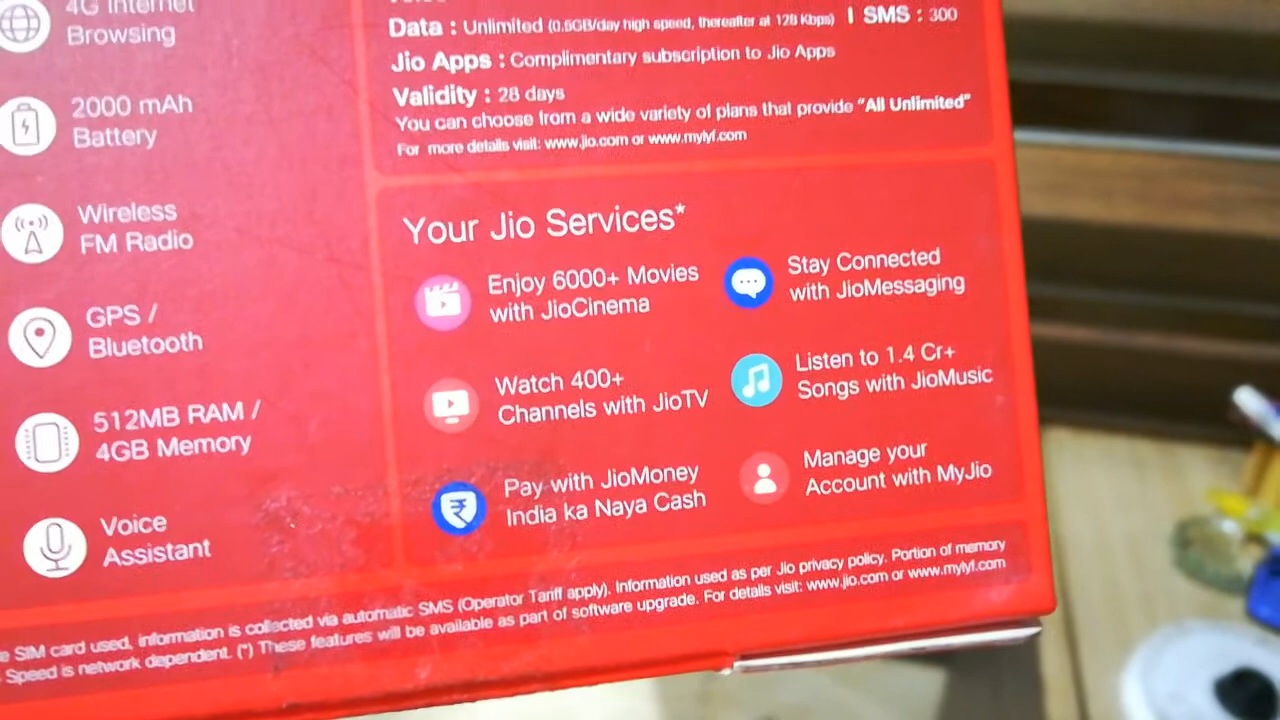 4G Internet
Browsing
2000 mAh
Battery
Wireless
FM Radio
GPS /
Bluetooth
512MB RAM /
4GB Memory
Voice
Assistant
Data : Unlimited (0.5GB/day high speed, thereafter at 128 Kbps) | SMS : 300
Jio Apps : Complimentary subscription to Jio Apps
Validity : 28 days
You can choose from a wide variety of plans that provide "All Unlimited"
For more details visit: www.jio.com or www.mylyf.com
Your Jio Services*
Enjoy 6000+ Movies
with JioCinema
Stay Connected
with JioMessaging
Watch 400+
Channels with JioTV
Listen to 1.4 Cr+
Songs with JioMusic
Pay with JioMoney
India ka Naya Cash
Manage your
Account with MyJio
SIM card used, information is collected via automatic SMS (Operator Tariff apply). Information used as per Jio privacy policy. Portion of memory
Speed is network dependent. (*) These features will be available as part of software upgrade. For details visit: www.jio.com or www.mylyf.com